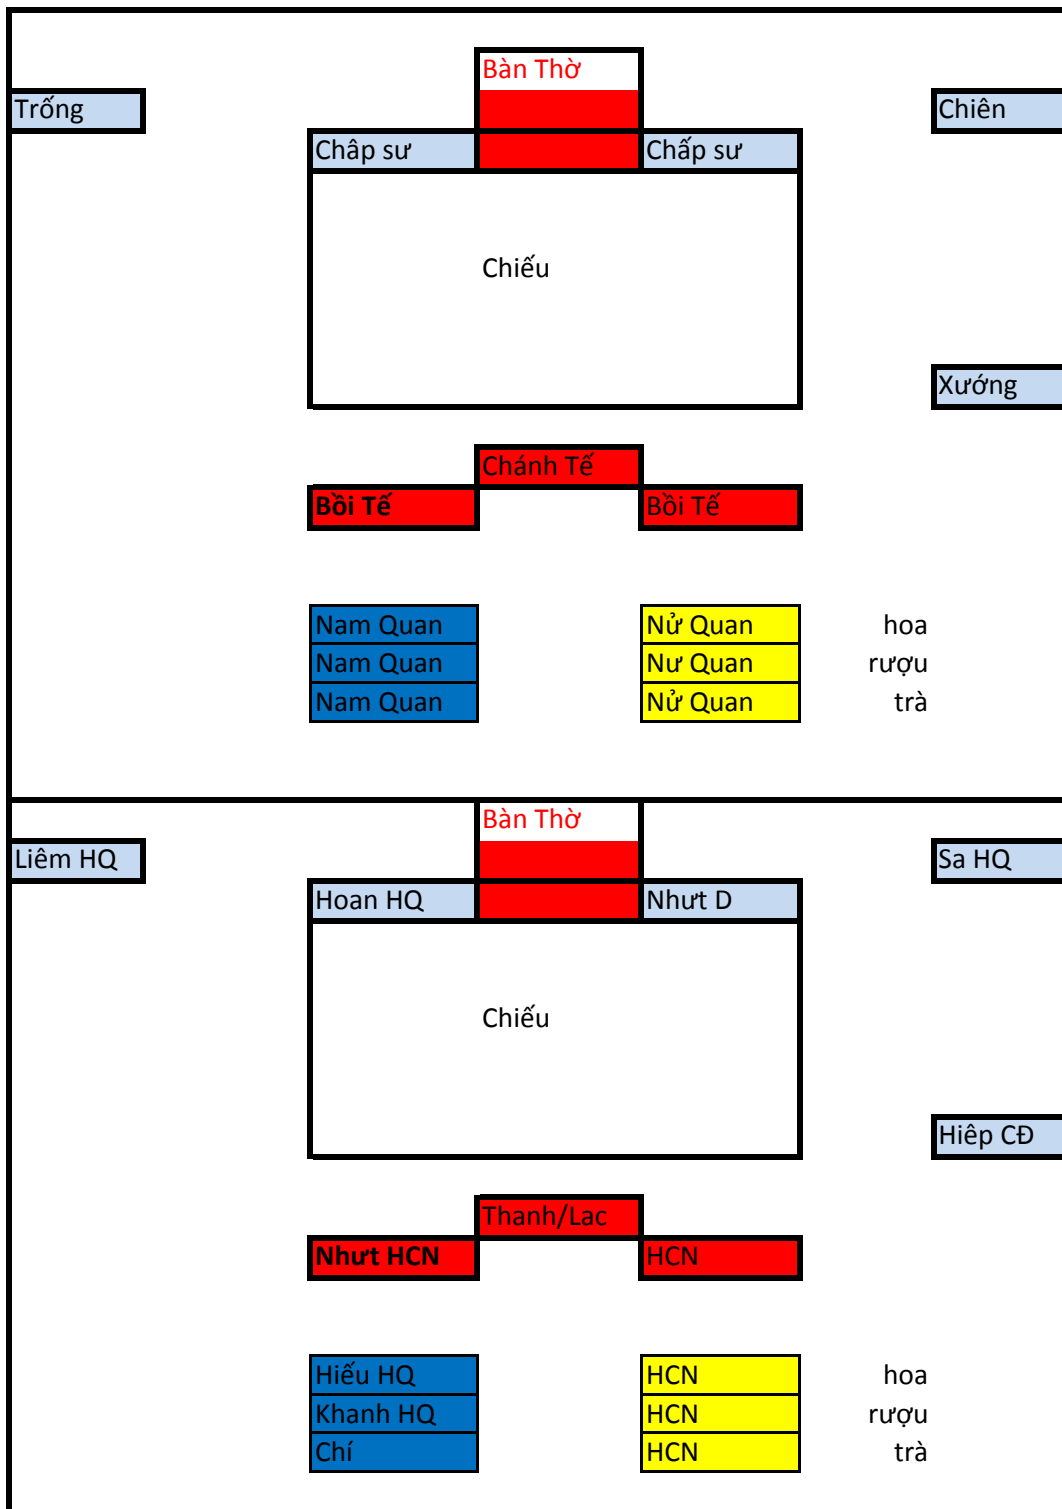 Bàn Thờ
Trống Chiên
Châp sư Chấp sư
Chiếu
Xướng
Chánh Tế
Bồi Tế Bồi Tế
Nam Quan Nử Quan hoa
Nam Quan Nư Quan rượu
Nam Quan Nử Quan trà
Bàn Thờ
Liêm HQ Sa HQ
Hoan HQ Nhưt D
Chiếu
Hiêp CĐ
Thanh/Lac
Nhưt HCN HCN
Hiếu HQ HCN hoa
Khanh HQ HCN rượu
Chí HCN trà